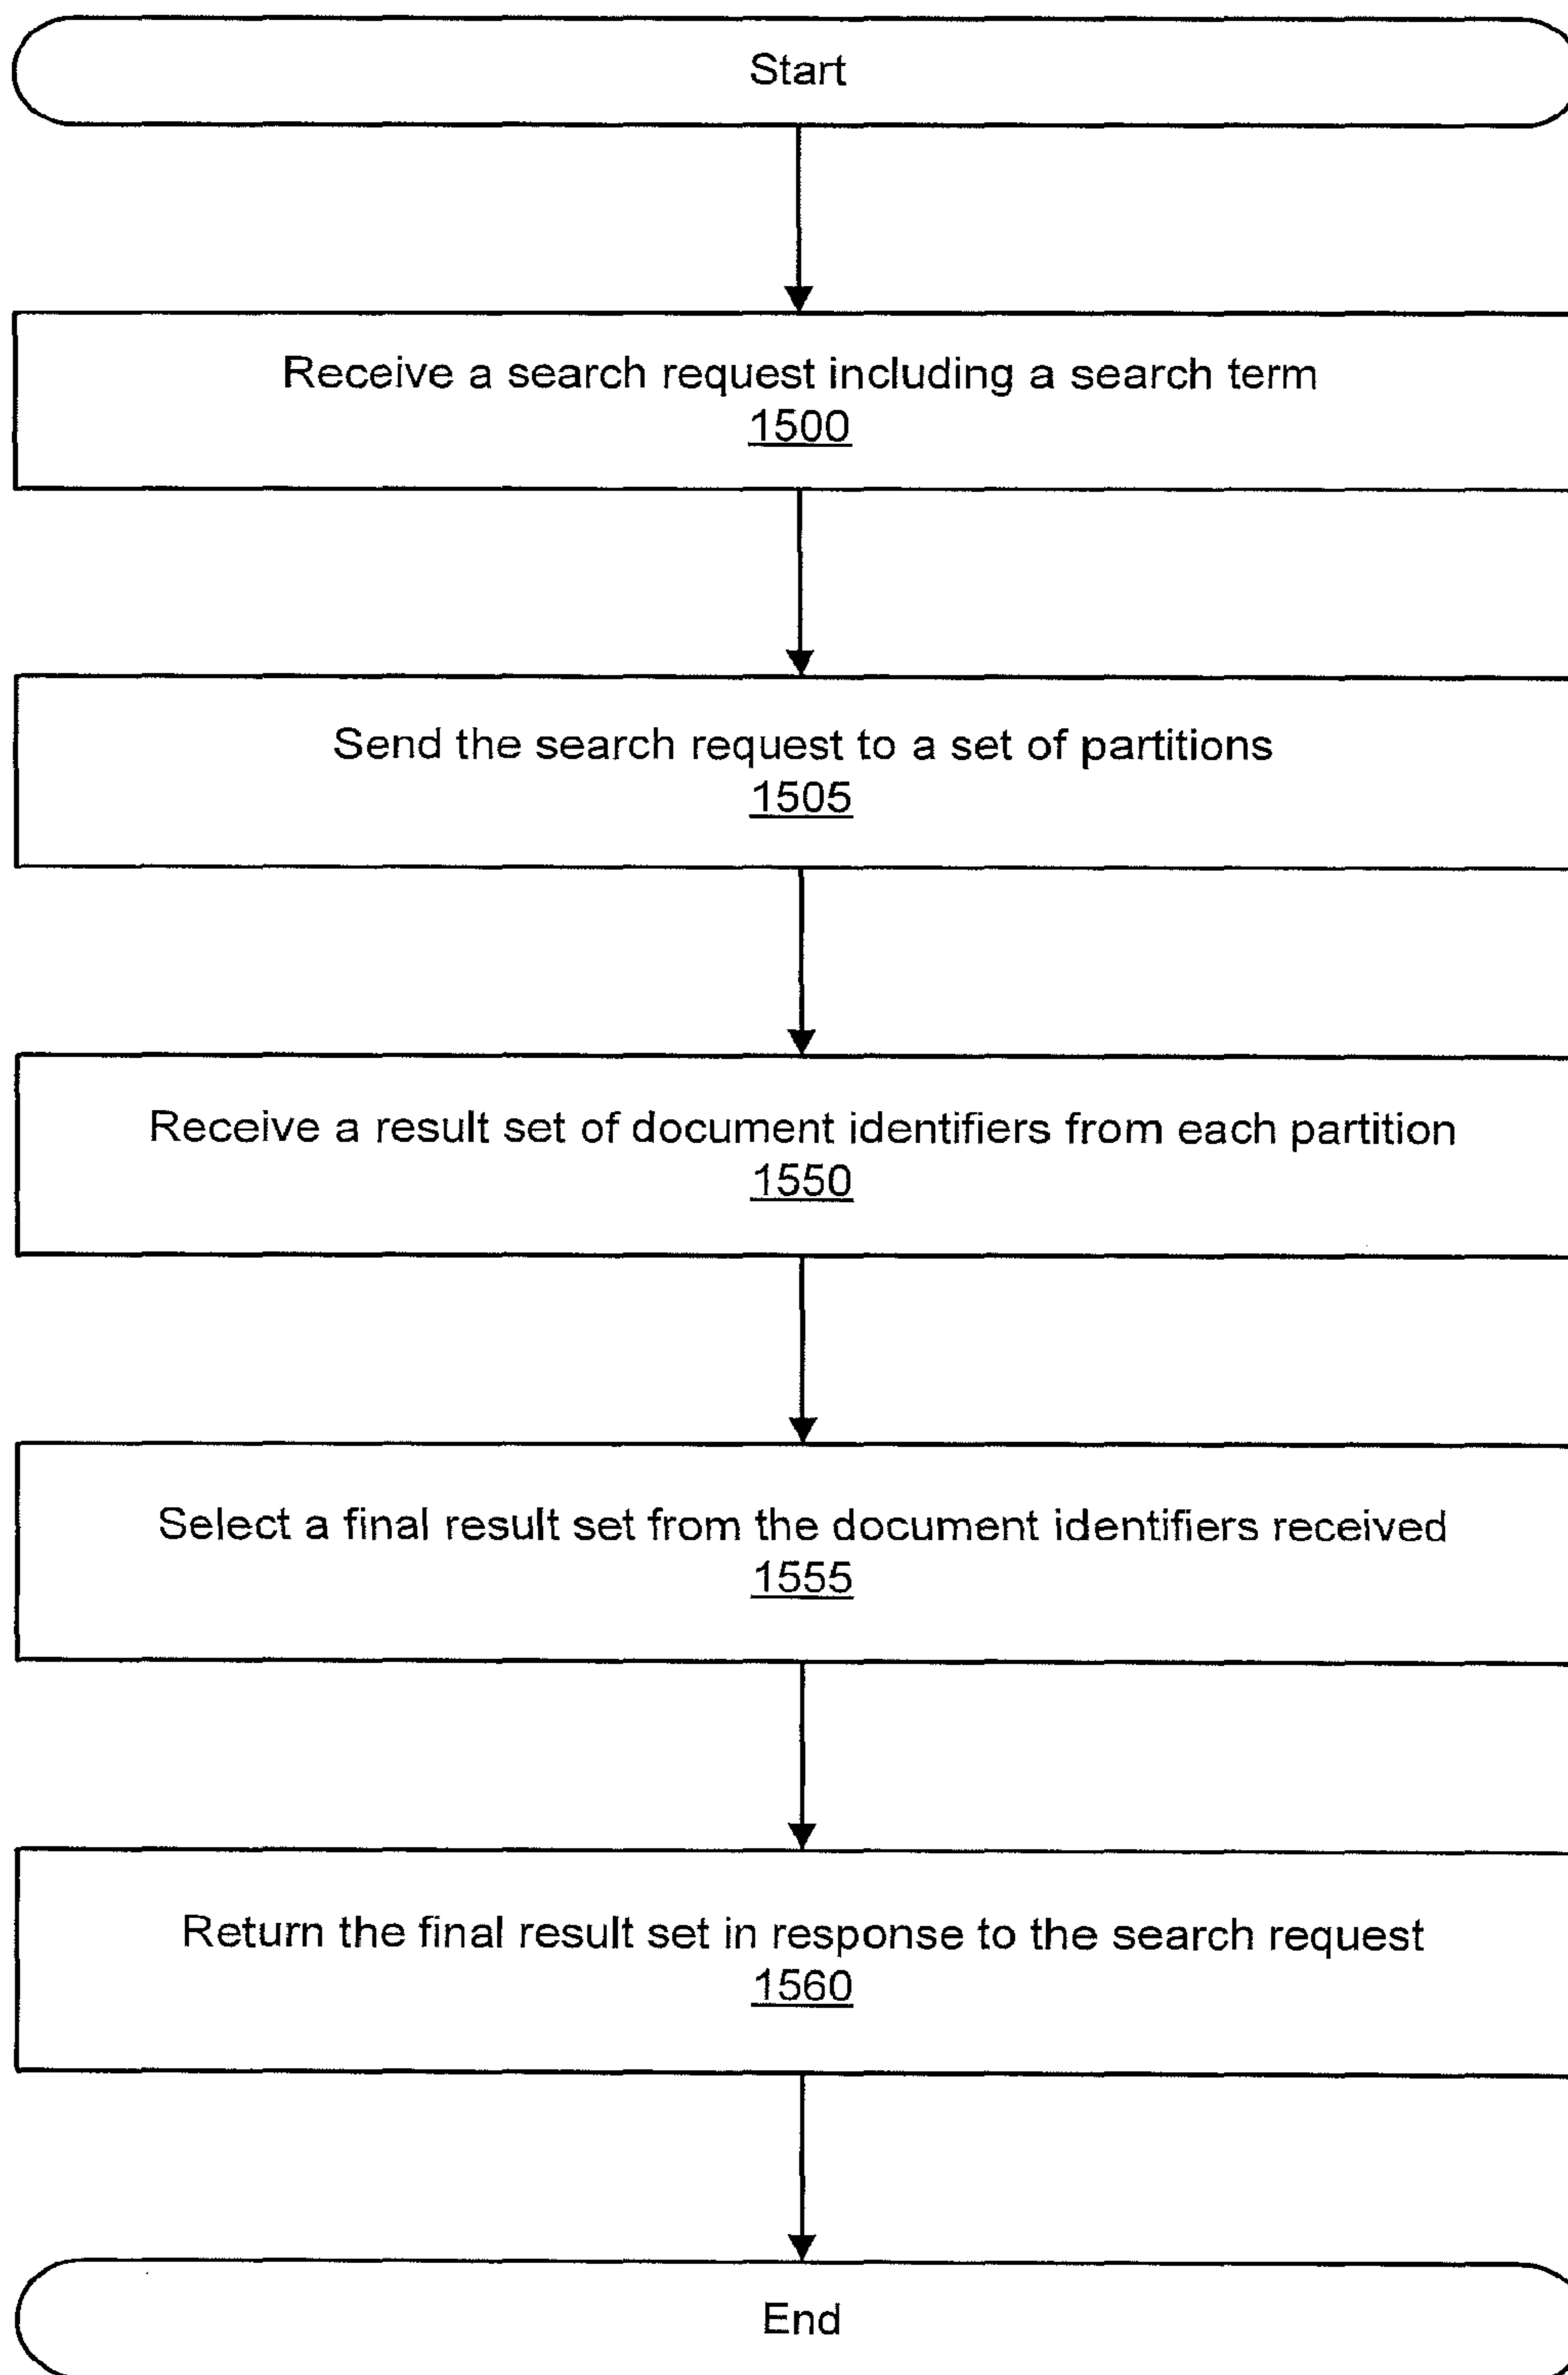 Start
Receive a search request including a search term
1500
Send the search request to a set of partitions
1505
Receive a result set of document identifiers from each partition
1550
Select a final result set from the document identifiers received
1555
Return the final result set in response to the search request
1560
End